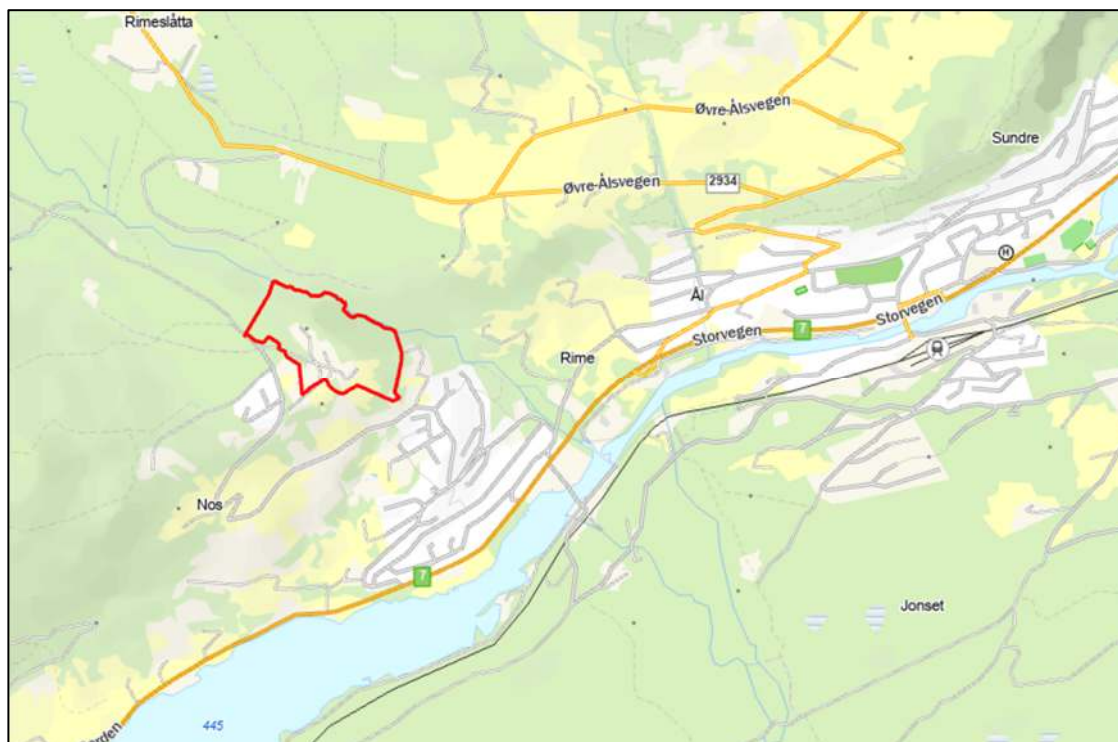 Rimeslåtta
Øvre-Ålsvegen
Sundre
Øvre-Ålsvegen
2934
H
Ål
Storvegen
7
Storvegen
Rime
Nos
7
Jonset
445